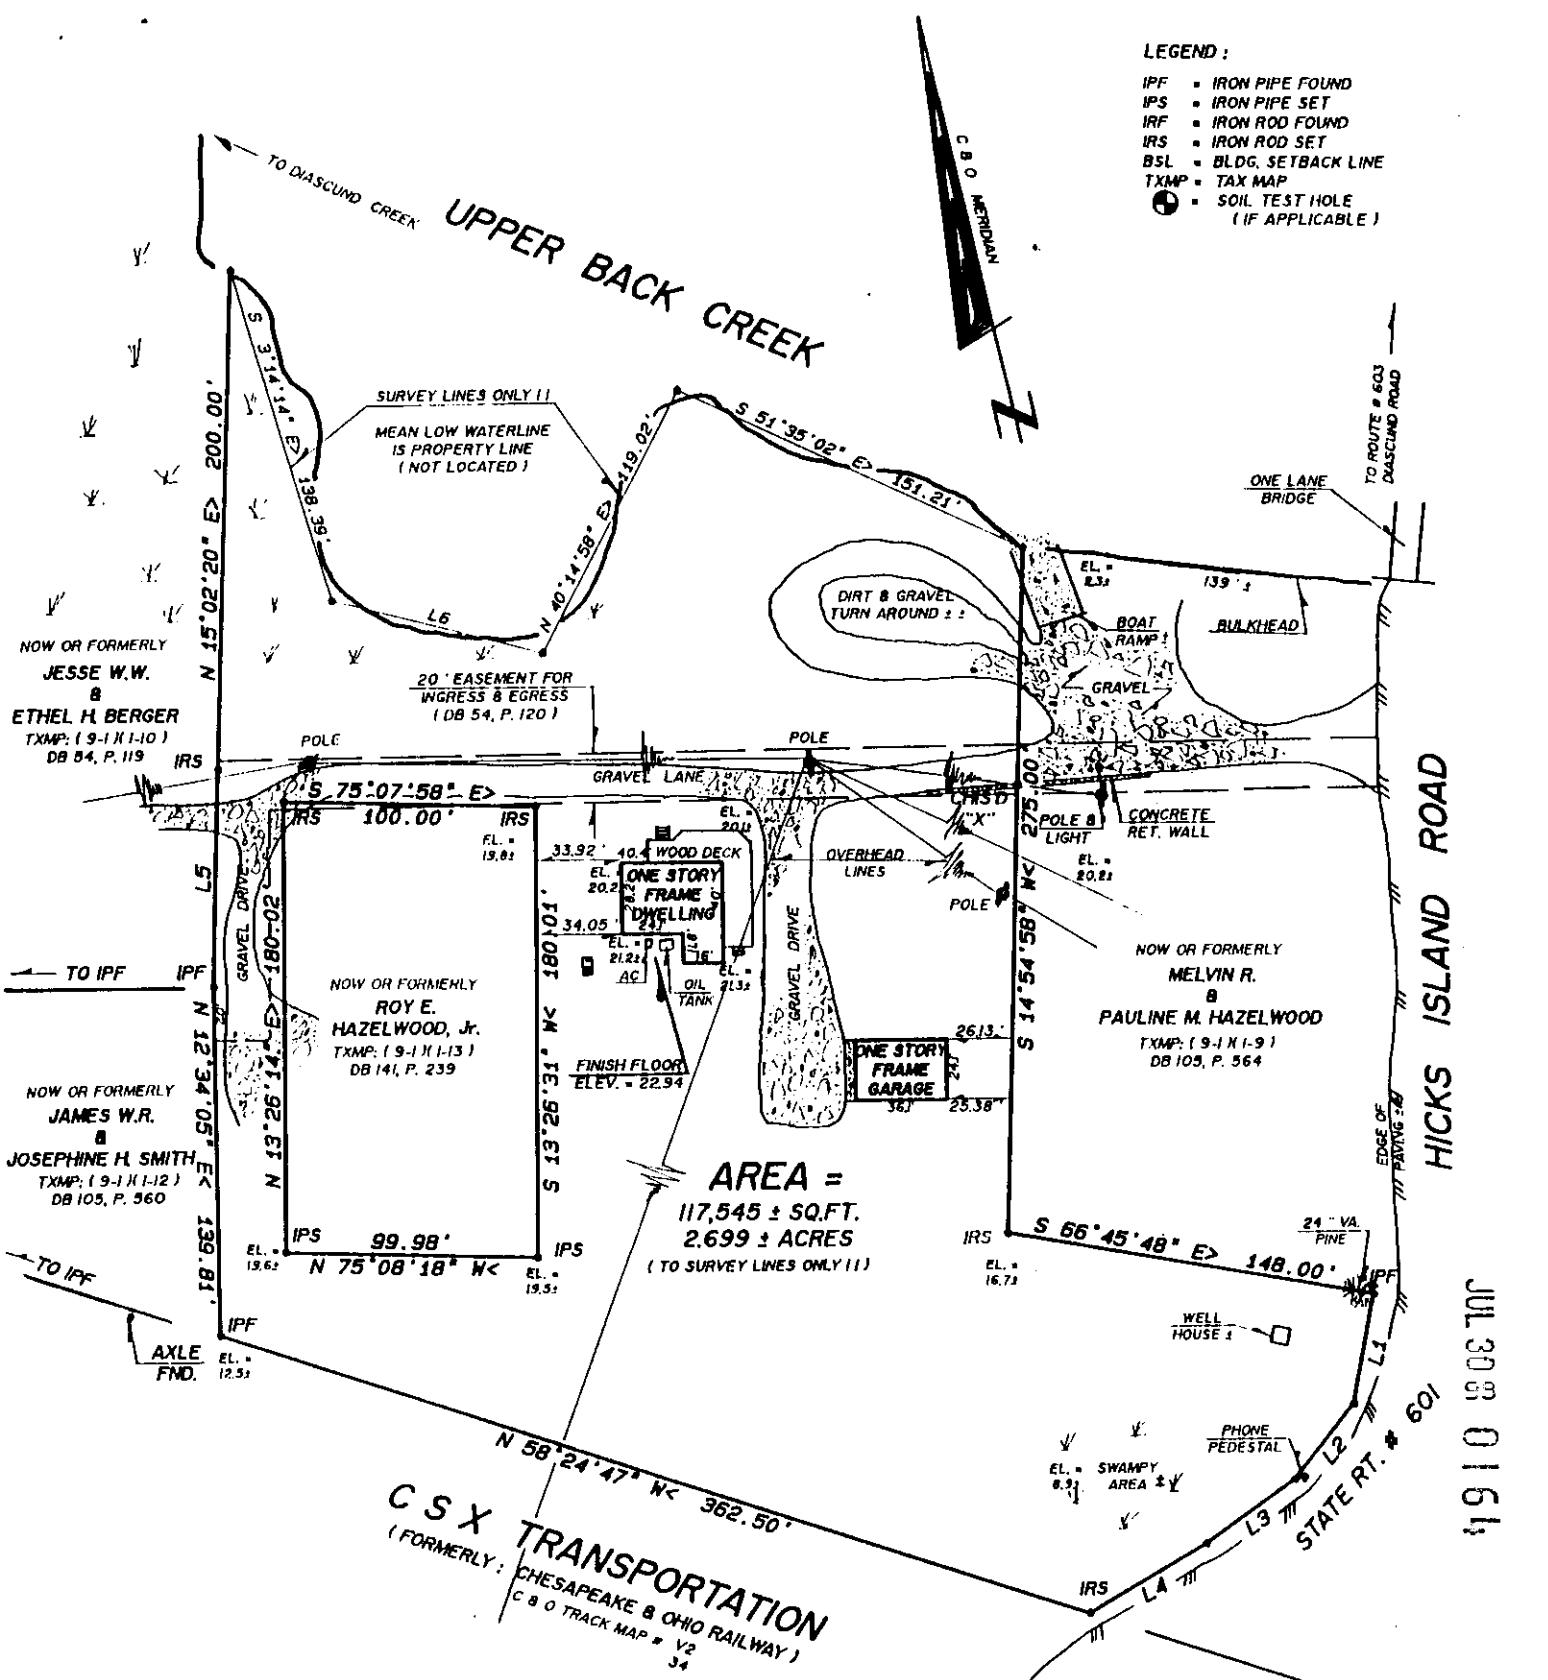 LEGEND :
IPF = IRON PIPE FOUND
IPS = IRON PIPE SET
IRF = IRON ROD FOUND
IRS = IRON ROD SET
BSL = BLDG. SETBACK LINE
TXMP = TAX MAP
= SOIL TEST HOLE
( IF APPLICABLE )
C & O MERIDIAN
TO DIASCUND CREEK
UPPER BACK CREEK
S 3°14'14" E>
138.39'
SURVEY LINES ONLY !!
MEAN LOW WATERLINE
IS PROPERTY LINE
( NOT LOCATED )
N 15°02'20" E> 200.00'
N 40°14'58" E> 119.02'
S 51°35'02" E>
151.21'
TO ROUTE # 603
DIASCUND ROAD
ONE LANE
BRIDGE
EL. =
139 ' ±
BULKHEAD
BOAT
RAMP ±
GRAVEL
DIRT & GRAVEL
TURN AROUND ± ±
L6
20 ' EASEMENT FOR
INGRESS & EGRESS
( DB 54, P. 120 )
NOW OR FORMERLY
JESSE W.W.
&
ETHEL H. BERGER
TXMP: ( 9-1 )( 1-10 )
DB 54, P. 119
IRS
POLE
POLE
GRAVEL LANE
S 75°07'58" E>
100.00'
IRS
IRS
EL. =
19.8±
EL. =
20.1±
CHIS'D
"X"
275.00'
POLE &
LIGHT
CONCRETE
RET. WALL
EL. =
20.2±
33.92 '
40.4'
WOOD DECK
EL. =
20.2
ONE STORY
FRAME
DWELLING
28.2'
24.1'
OVERHEAD
LINES
POLE
34.05 '
EL. =
21.2±
AC
OIL
TANK
EL. =
21.3±
L5
GRAVEL DRIVE
N 13°26'14" E> 180.02'
S 13°26'31" W< 180.01'
GRAVEL DRIVE
S 14°54'58" W<
TO IPF
IPF
NOW OR FORMERLY
ROY E.
HAZELWOOD, Jr.
TXMP: ( 9-1 )( 1-13 )
DB 141, P. 239
NOW OR FORMERLY
MELVIN R.
&
PAULINE M. HAZELWOOD
TXMP: ( 9-1 )( 1-9 )
DB 105, P. 564
HICKS ISLAND ROAD
FINISH FLOOR
ELEV. = 22.94
26.13 '
ONE STORY
FRAME
GARAGE
24.1'
36.1'
25.38'
NOW OR FORMERLY
JAMES W.R.
&
JOSEPHINE H. SMITH
TXMP: ( 9-1 )( 1-12 )
DB 105, P. 560
N 12°34'05" E< 139.81'
EDGE OF
PAVING ±
AREA =
117,545 ± SQ.FT.
2.699 ± ACRES
( TO SURVEY LINES ONLY !! )
IPS
EL. =
19.6±
99.98'
N 75°08'18" W<
IPS
EL. =
19.5±
IRS
EL. =
16.7±
S 66°45'48" E>
148.00'
24 " VA.
PINE
IPF
TO IPF
IPF
AXLE
FND.
EL. =
12.5±
WELL
HOUSE ±
L1
JUL 30 88 0164
N 58°24'47" W< 362.50'
PHONE
PEDESTAL
L2
EL. =
SWAMPY
AREA ±
L3
STATE RT. # 601
L4
IRS
C S X TRANSPORTATION
( FORMERLY : CHESAPEAKE & OHIO RAILWAY )
C & O TRACK MAP # V2
34